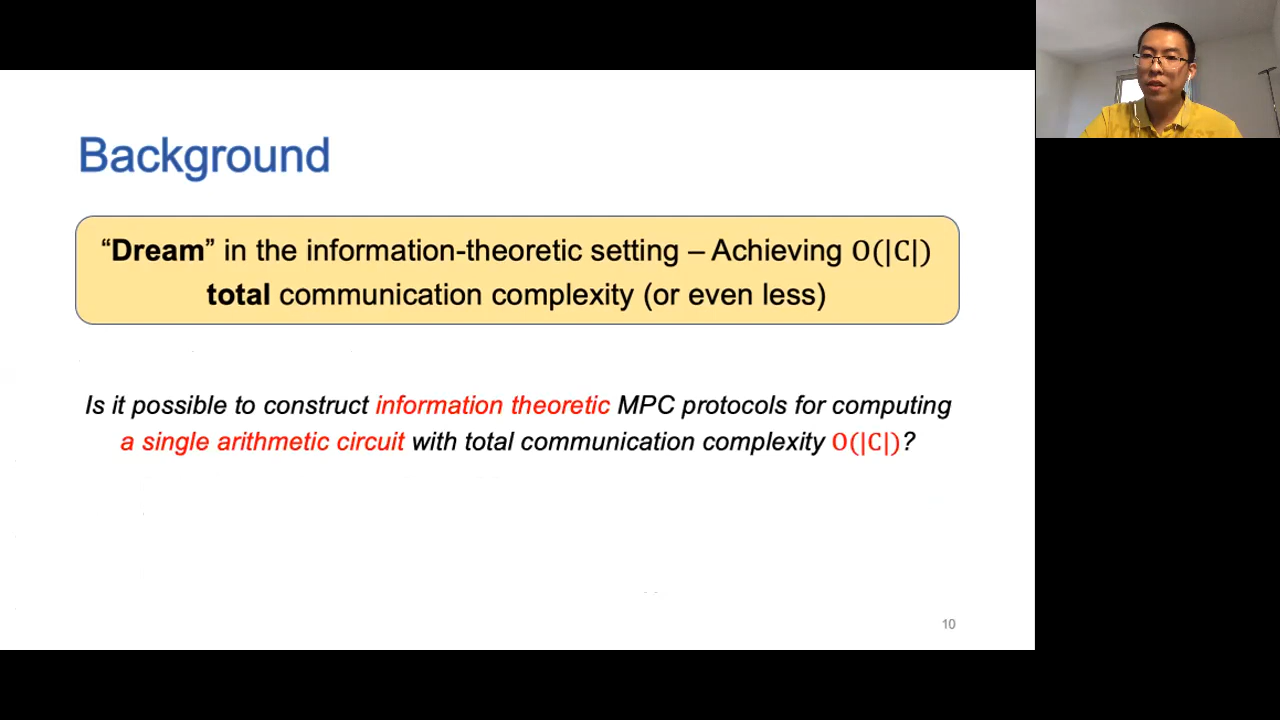 Background
“Dream” in the information-theoretic setting – Achieving O(|C|)
total communication complexity (or even less)
Is it possible to construct information theoretic MPC protocols for computing
a single arithmetic circuit with total communication complexity O(|C|)?
10